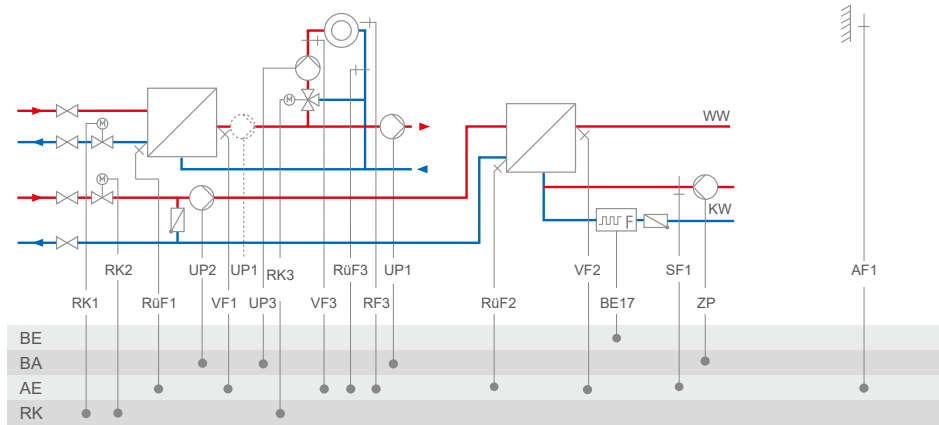 M
M
M
WW
F
KW
RK2 UP2 UP1 RK3 RüF3 UP1 VF2 SF1 AF1
RK1 RüF1 VF1 UP3 VF3 RF3 RüF2 BE17 ZP
BE
BA
AE
RK